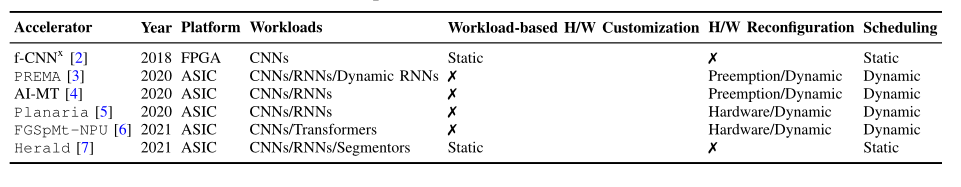 Accelerator Year Platform Workloads Workload-based H/W Customization H/W Reconfiguration Scheduling
f-CNNx [2] 2018 FPGA CNNs Static ✗ Static
PREMA [3] 2020 ASIC CNNs/RNNs/Dynamic RNNs ✗ Preemption/Dynamic Dynamic
AI-MT [4] 2020 ASIC CNNs/RNNs ✗ Preemption/Dynamic Dynamic
Planaria [5] 2020 ASIC CNNs/RNNs ✗ Hardware/Dynamic Dynamic
FGSpMt-NPU [6] 2021 ASIC CNNs/Transformers ✗ Hardware/Dynamic Dynamic
Herald [7] 2021 ASIC CNNs/RNNs/Segmentors Static ✗ Static